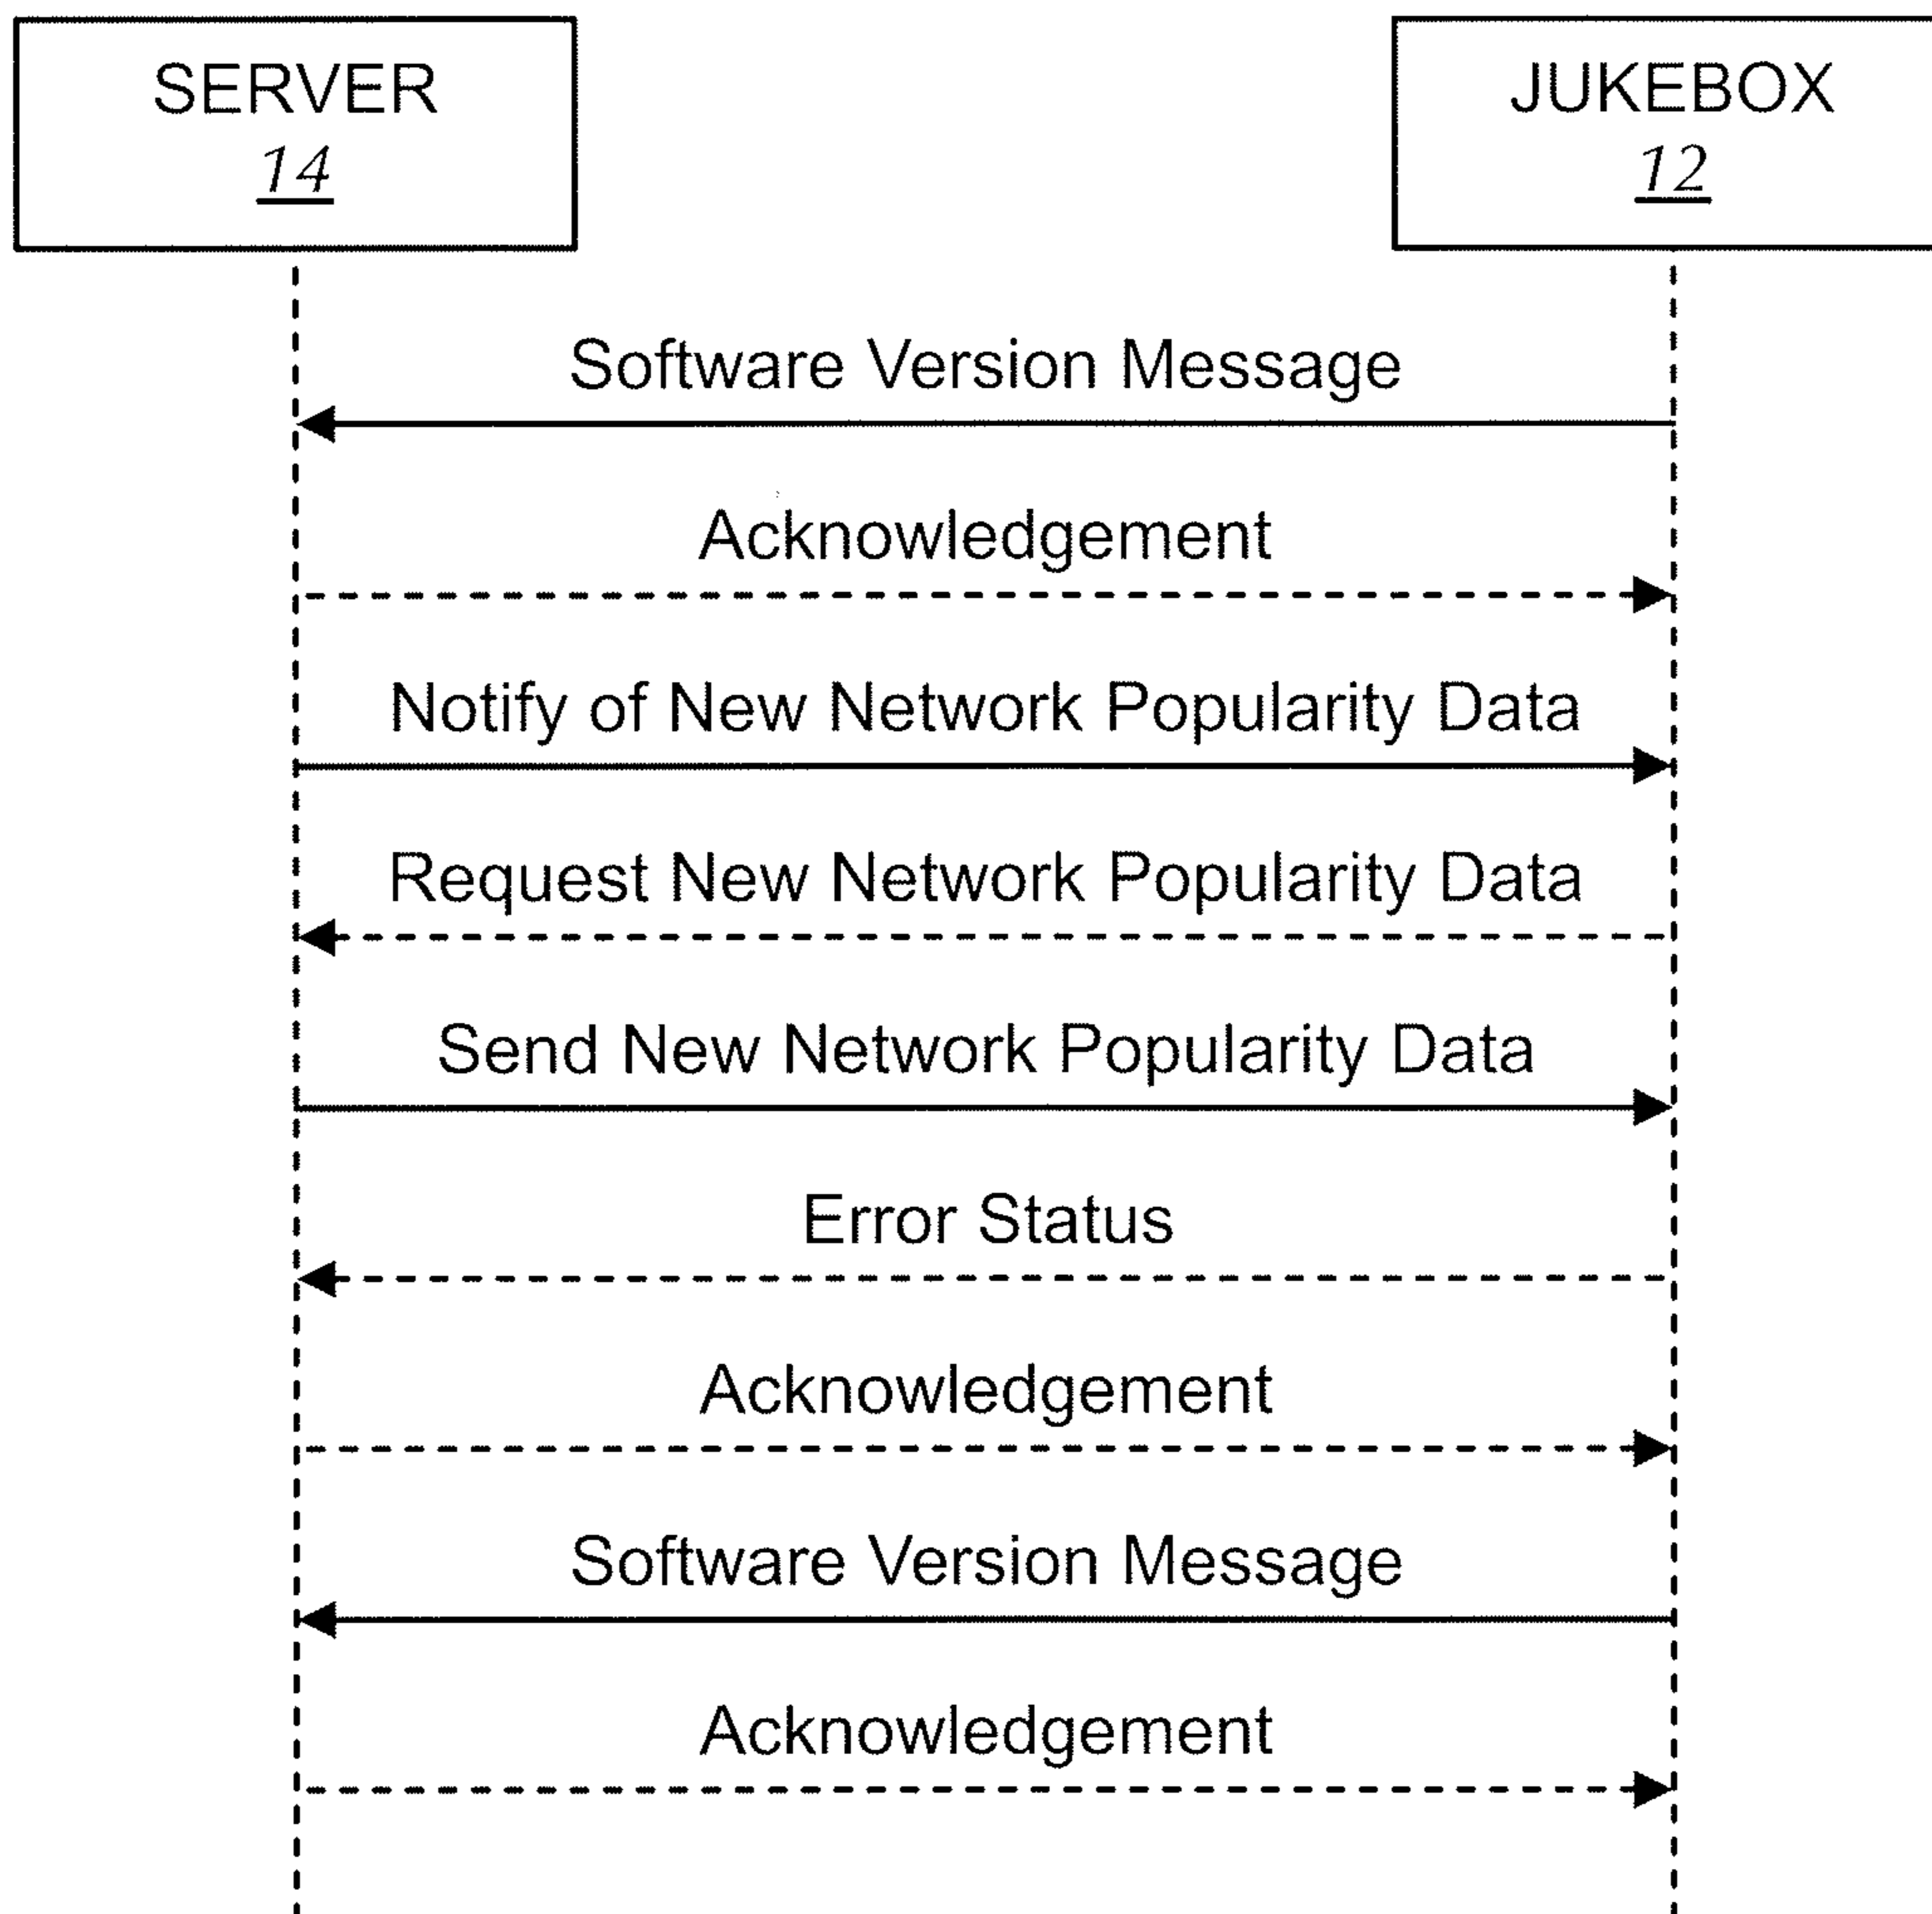 SERVER
14
JUKEBOX
12
Software Version Message
Acknowledgement
Notify of New Network Popularity Data
Request New Network Popularity Data
Send New Network Popularity Data
Error Status
Acknowledgement
Software Version Message
Acknowledgement